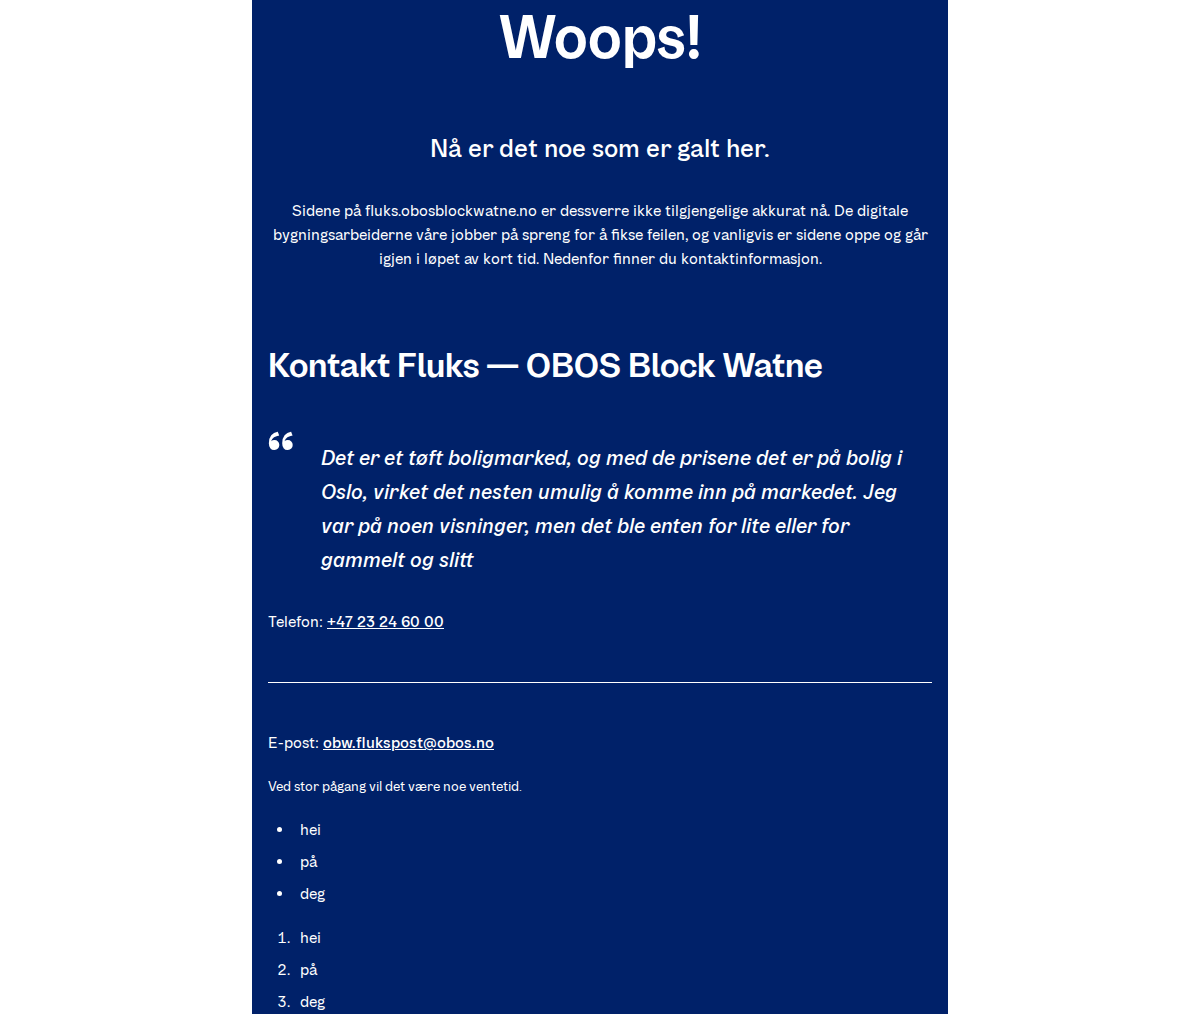 Woops!
Nå er det noe som er galt her.
Sidene på fluks.obosblockwatne.no er dessverre ikke tilgjengelige akkurat nå. De digitale
bygningsarbeiderne våre jobber på spreng for å fikse feilen, og vanligvis er sidene oppe og går
igjen i løpet av kort tid. Nedenfor finner du kontaktinformasjon.
Kontakt Fluks — OBOS Block Watne
“
Det er et tøft boligmarked, og med de prisene det er på bolig i
Oslo, virket det nesten umulig å komme inn på markedet. Jeg
var på noen visninger, men det ble enten for lite eller for
gammelt og slitt
Telefon: +47 23 24 60 00
E-post: obw.flukspost@obos.no
Ved stor pågang vil det være noe ventetid.
• hei
• på
• deg
1. hei
2. på
3. deg